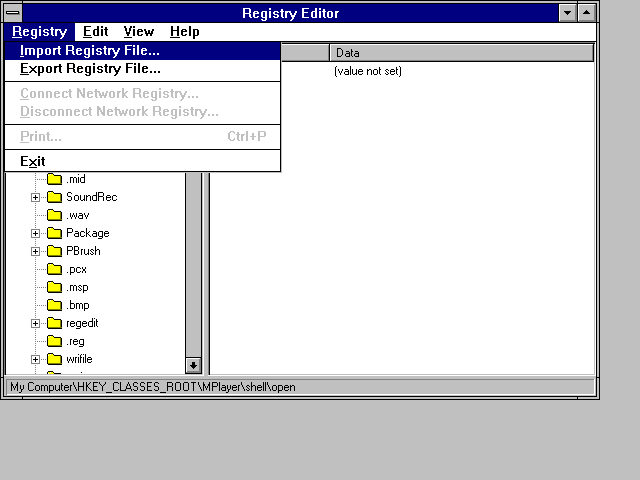 Registry Editor
Registry Edit View Help
Import Registry File...
Export Registry File...
Connect Network Registry...
Disconnect Network Registry...
Print... Ctrl+P
Exit
Data
(value not set)
.mid
SoundRec
.wav
Package
PBrush
.pcx
.msp
.bmp
regedit
.reg
wrifile
My Computer\HKEY_CLASSES_ROOT\MPlayer\shell\open